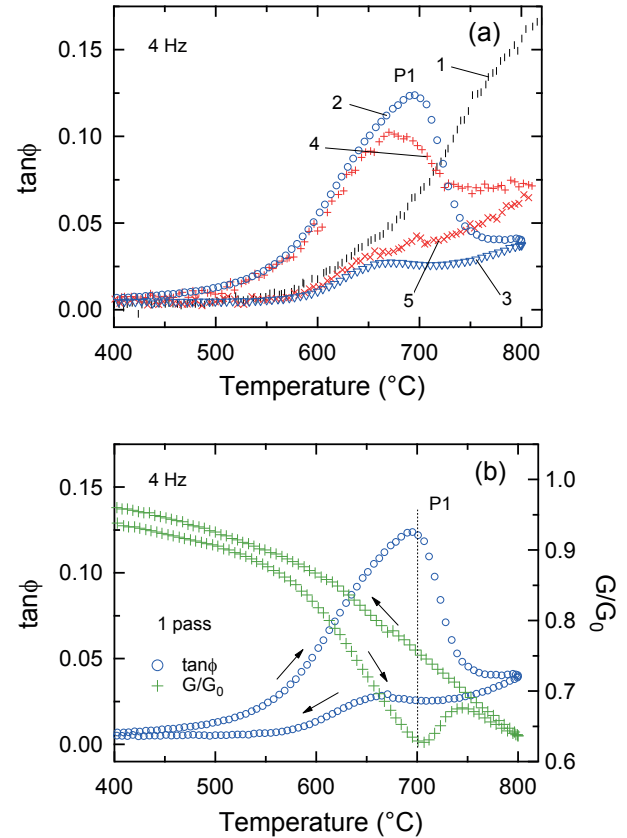 (a)
4 Hz
P1
1
2
4
5
3
0.15
0.10
0.05
0.00
tanϕ
400 500 600 700 800
Temperature (°C)
(b)
4 Hz
P1
1 pass
tanϕ
G/G0
0.15
0.10
0.05
0.00
tanϕ
1.0
0.9
0.8
0.7
0.6
G/G0
400 500 600 700 800
Temperature (°C)